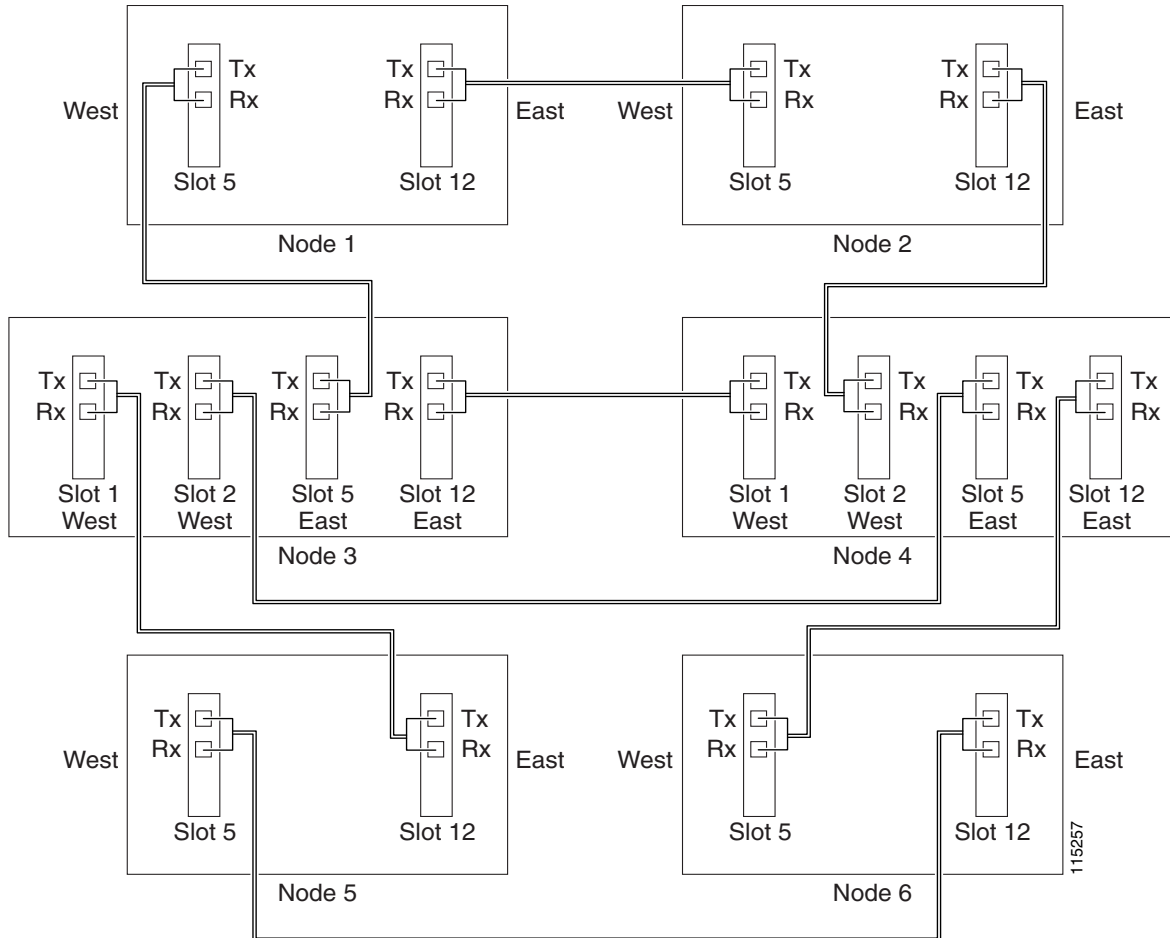 Tx Tx Tx Tx
Rx Rx Rx Rx
West East West East
Slot 5 Slot 12 Slot 5 Slot 12
Node 1 Node 2
Tx Tx Tx Tx Tx Tx Tx Tx
Rx Rx Rx Rx Rx Rx Rx Rx
Slot 1 Slot 2 Slot 5 Slot 12 Slot 1 Slot 2 Slot 5 Slot 12
West West East East West West East East
Node 3 Node 4
Tx Tx Tx Tx
Rx Rx Rx Rx
West East West East
Slot 5 Slot 12 Slot 5 Slot 12
115257
Node 5 Node 6